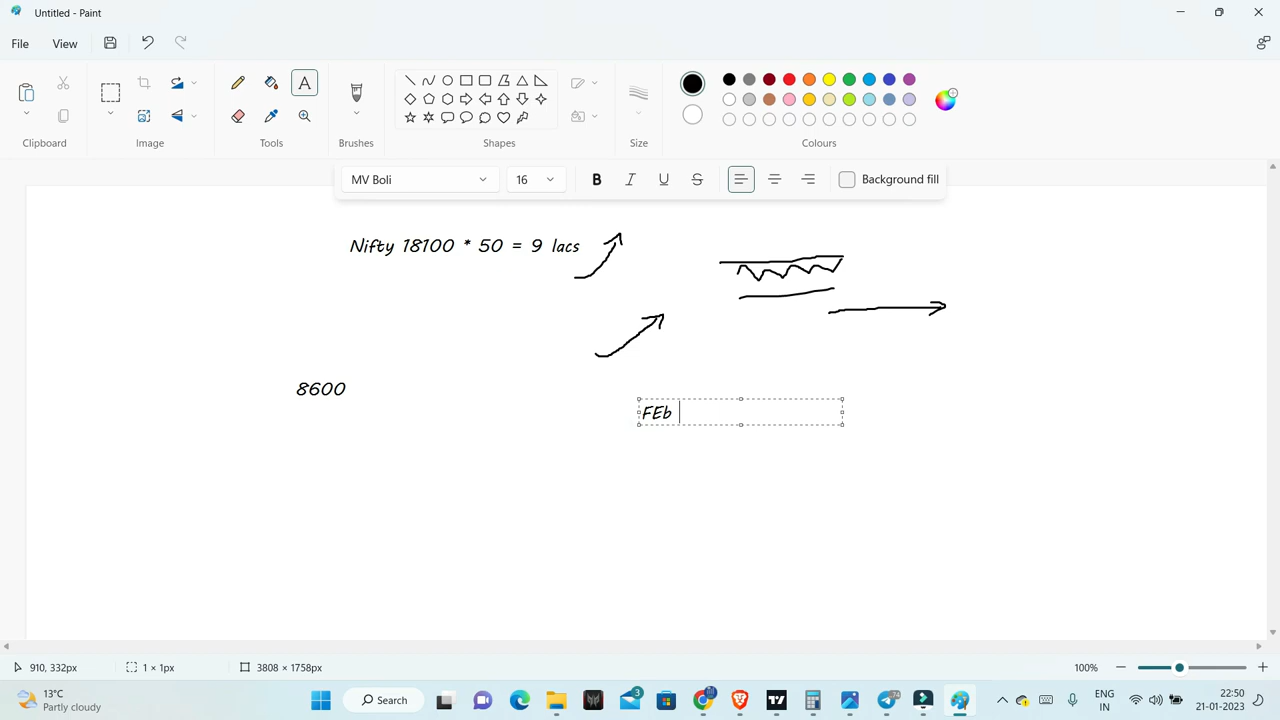 Untitled - Paint
File View
Clipboard Image Tools Brushes Shapes Size Colours
MV Boli 16 B I U S Background fill
Nifty 18100 * 50 = 9 lacs
8600
FEb
910, 332px 1 × 1px 3808 × 1758px 100%
13°C
Partly cloudy
Search
3
74
ENG
IN
22:50
21-01-2023